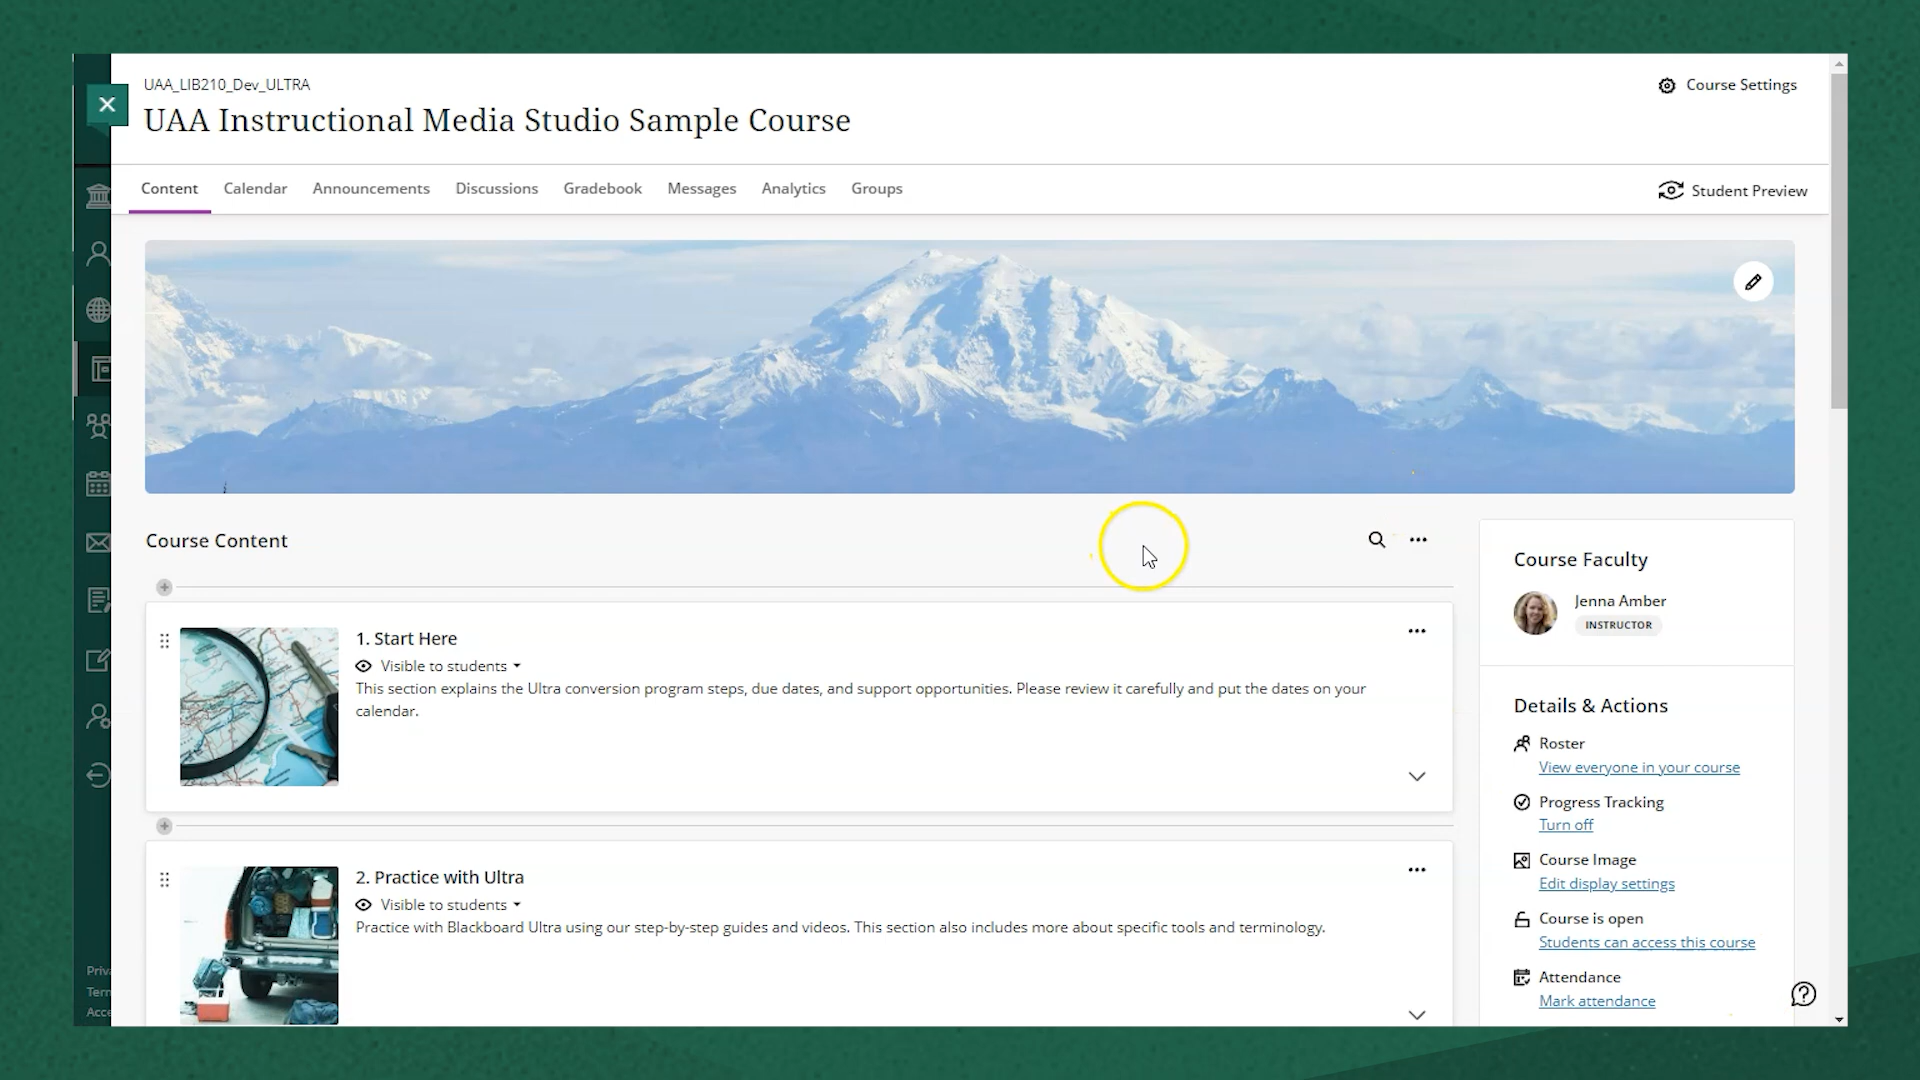 UAA_LIB210_Dev_ULTRA
Course Settings
UAA Instructional Media Studio Sample Course
Content Calendar Announcements Discussions Gradebook Messages Analytics Groups
Student Preview
Course Content
Course Faculty
Jenna Amber
INSTRUCTOR
1. Start Here
Visible to students
This section explains the Ultra conversion program steps, due dates, and support opportunities. Please review it carefully and put the dates on your
calendar.
Details & Actions
Roster
View everyone in your course
Progress Tracking
Turn off
Course Image
Edit display settings
Course is open
Students can access this course
Attendance
Mark attendance
2. Practice with Ultra
Visible to students
Practice with Blackboard Ultra using our step-by-step guides and videos. This section also includes more about specific tools and terminology.
Priv
Term
Acce